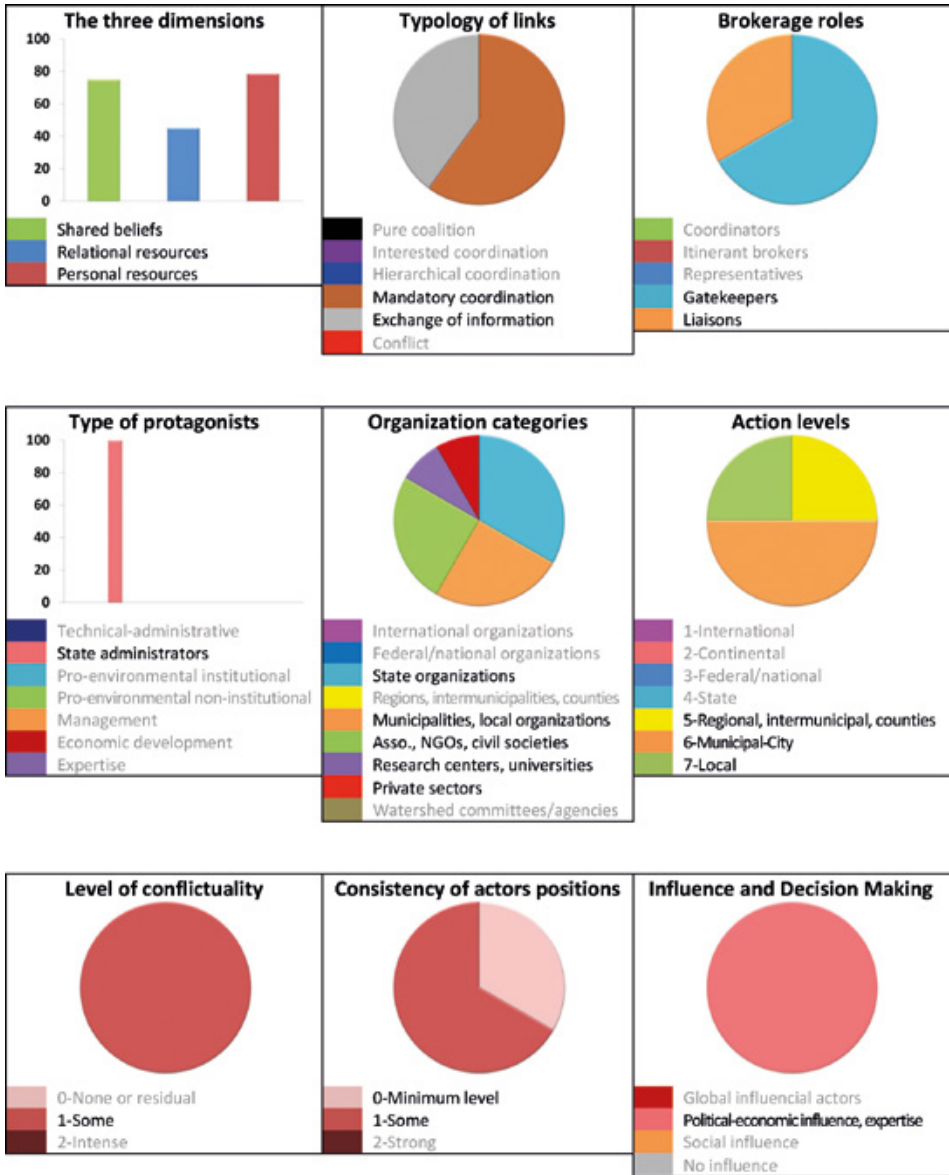 The three dimensions
100
80
60
40
20
0
Shared beliefs
Relational resources
Personal resources
Typology of links
Pure coalition
Interested coordination
Hierarchical coordination
Mandatory coordination
Exchange of information
Conflict
Brokerage roles
Coordinators
Itinerant brokers
Representatives
Gatekeepers
Liaisons
Type of protagonists
100
80
60
40
20
0
Technical-administrative
State administrators
Pro-environmental institutional
Pro-environmental non-institutional
Management
Economic development
Expertise
Organization categories
International organizations
Federal/national organizations
State organizations
Regions, intermunicipalities, counties
Municipalities, local organizations
Asso., NGOs, civil societies
Research centers, universities
Private sectors
Watershed committees/agencies
Action levels
1-International
2-Continental
3-Federal/national
4-State
5-Regional, intermunicipal, counties
6-Municipal-City
7-Local
Level of conflictuality
0-None or residual
1-Some
2-Intense
Consistency of actors positions
0-Minimum level
1-Some
2-Strong
Influence and Decision Making
Global influencial actors
Political-economic influence, expertise
Social influence
No influence